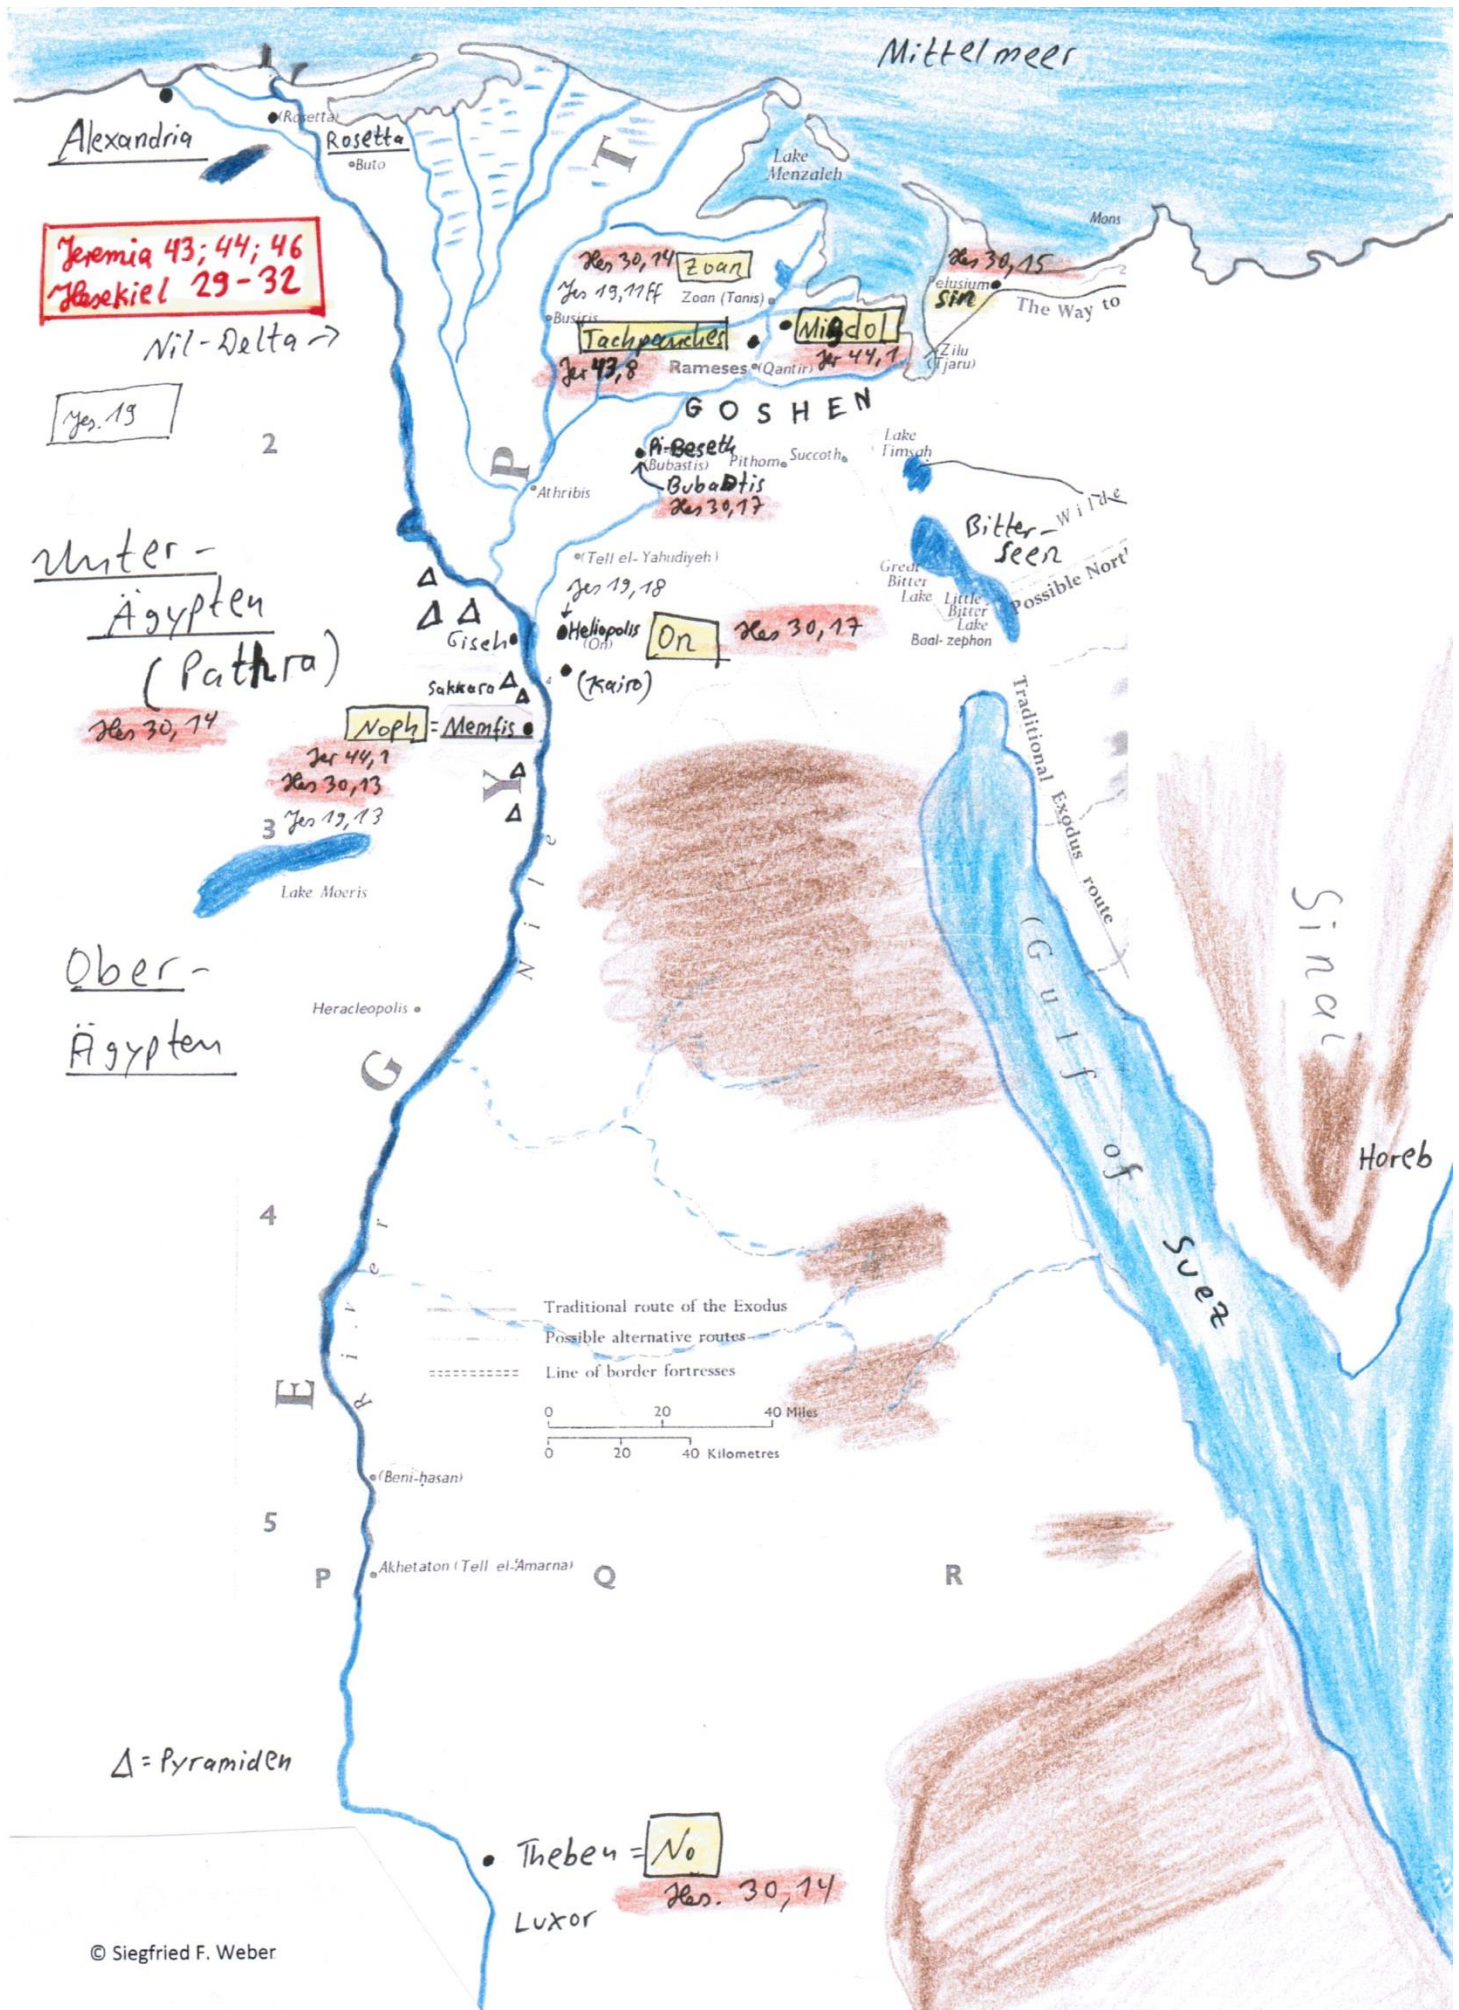 Mittelmeer
Alexandria
(Rosetta)
Rosetta
Buto
T
Lake
Menzaleh
Mons
Jeremia 43; 44; 46
Hesekiel 29-32
Nil-Delta →
Jes. 19
Hes 30,14
Zoan
Jes 19,11ff
Zoan (Tanis)
Busiris
Tachpanches
Jer 43,8
Migdol
Jer 44,1
Rameses
(Qantir)
Hes 30,15
Pelusium
Sin
The Way to
Zilu
(Tjaru)
GOSHEN
2
P
Pi-Beseth
(Bubastis)
Bubastis
Hes 30,17
Pithom
Succoth
Lake
Timsah
Athribis
Bitter-
Seen
Wilde
Great
Bitter
Lake
Little
Bitter
Lake
Baal-zephon
Possible Nort
Unter-
Ägypten
(Pathra)
Hes 30,14
(Tell el-Yahudiyeh)
Jes 19,18
Heliopolis
(On)
On
Hes 30,17
Giseh
(Kairo)
Sakkara
Noph = Memfis
Jer 44,1
Hes 30,13
Jes 19,13
3
Y
Lake Moeris
Traditional Exodus route
Nile
Sinai
Ober-
Ägypten
Heracleopolis
G
(Gulf of
Suez
Horeb
4
River
Traditional route of the Exodus
Possible alternative routes
Line of border fortresses
E
0 20 40 Miles
0 20 40 Kilometres
(Beni-ḥasan)
5
Akhetaton (Tell el-'Amarna)
P Q R
Δ = Pyramiden
Theben = No
Hes. 30,14
Luxor
© Siegfried F. Weber